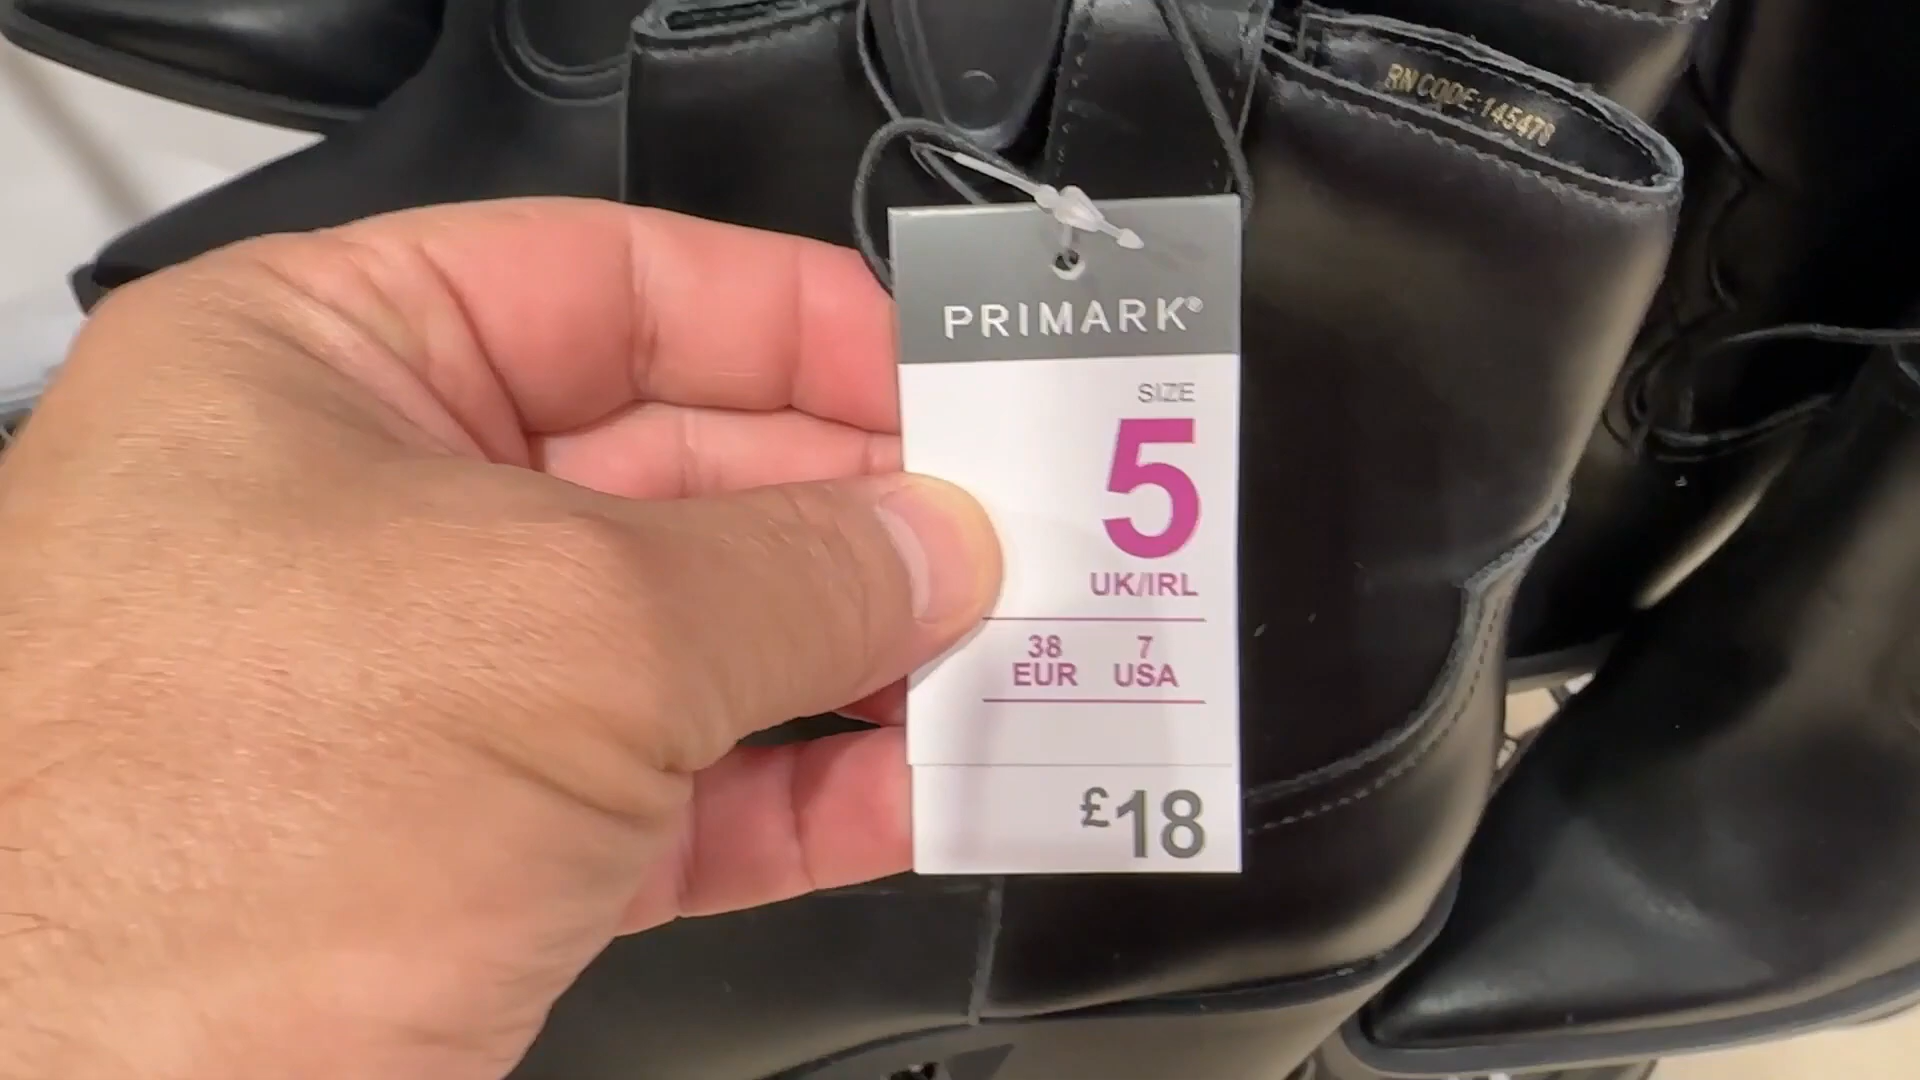 RN CODE:145478
PRIMARK®
SIZE
5
UK/IRL
38 7
EUR USA
£18